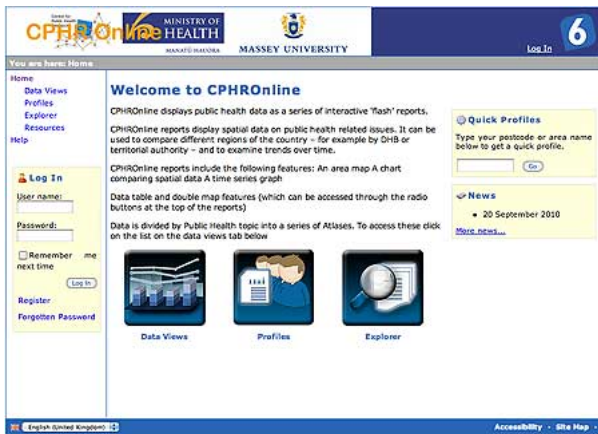 CPHROnline
MINISTRY OF
HEALTH
MANATŪ HAUORA
MASSEY UNIVERSITY
Log In
6
You are here: Home
Home
Data Views
Profiles
Explorer
Resources
Help
Log In
User name:
Password:
Remember me
next time
Log In
Register
Forgotten Password
Welcome to CPHROnline
CPHROnline displays public health data as a series of interactive 'flash' reports.
CPHROnline reports display spatial data on public health related issues. It can be
used to compare different regions of the country – for example by DHB or
territorial authority – and to examine trends over time.
CPHROnline reports include the following features: An area map A chart
comparing spatial data A time series graph
Data table and double map features (which can be accessed through the radio
buttons at the top of the reports)
Data is divided by Public Health topic into a series of Atlases. To access these click
on the list on the data views tab below
Data Views
Profiles
Explorer
Quick Profiles
Type your postcode or area name
below to get a quick profile.
Go
News
20 September 2010
More news...
English (United Kingdom)
Accessibility - Site Map -